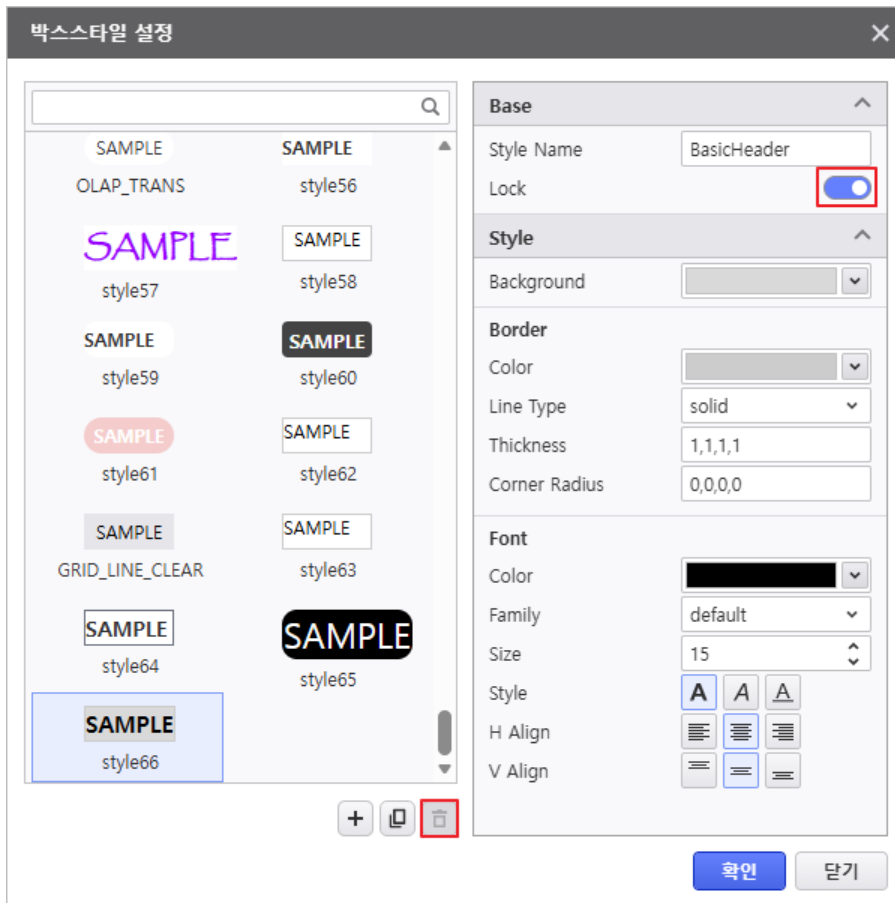 박스스타일 설정
SAMPLE SAMPLE
OLAP_TRANS style56
SAMPLE SAMPLE
style57 style58
SAMPLE SAMPLE
style59 style60
SAMPLE SAMPLE
style61 style62
SAMPLE SAMPLE
GRID_LINE_CLEAR style63
SAMPLE SAMPLE
style64 style65
SAMPLE
style66
Base
Style Name BasicHeader
Lock
Style
Background
Border
Color
Line Type solid
Thickness 1,1,1,1
Corner Radius 0,0,0,0
Font
Color
Family default
Size 15
Style A A A
H Align
V Align
확인 닫기